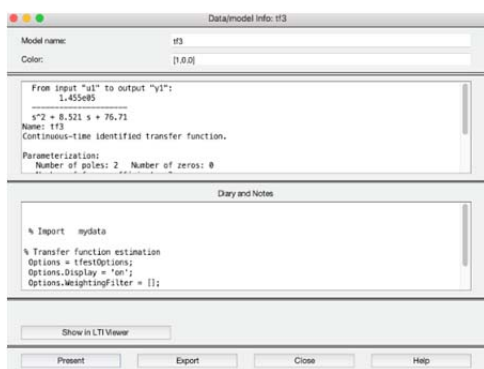 Data/model Info: tf3
Model name: tf3
Color: [1,0,0]
From input "u1" to output "y1":
1.455e05
--------------------
s^2 + 8.521 s + 76.71
Name: tf3
Continuous-time identified transfer function.
Parameterization:
Number of poles: 2 Number of zeros: 0
Diary and Notes
% Import mydata
% Transfer function estimation
Options = tfestOptions;
Options.Display = 'on';
Options.WeightingFilter = [];
Show in LTI Viewer
Present Export Close Help